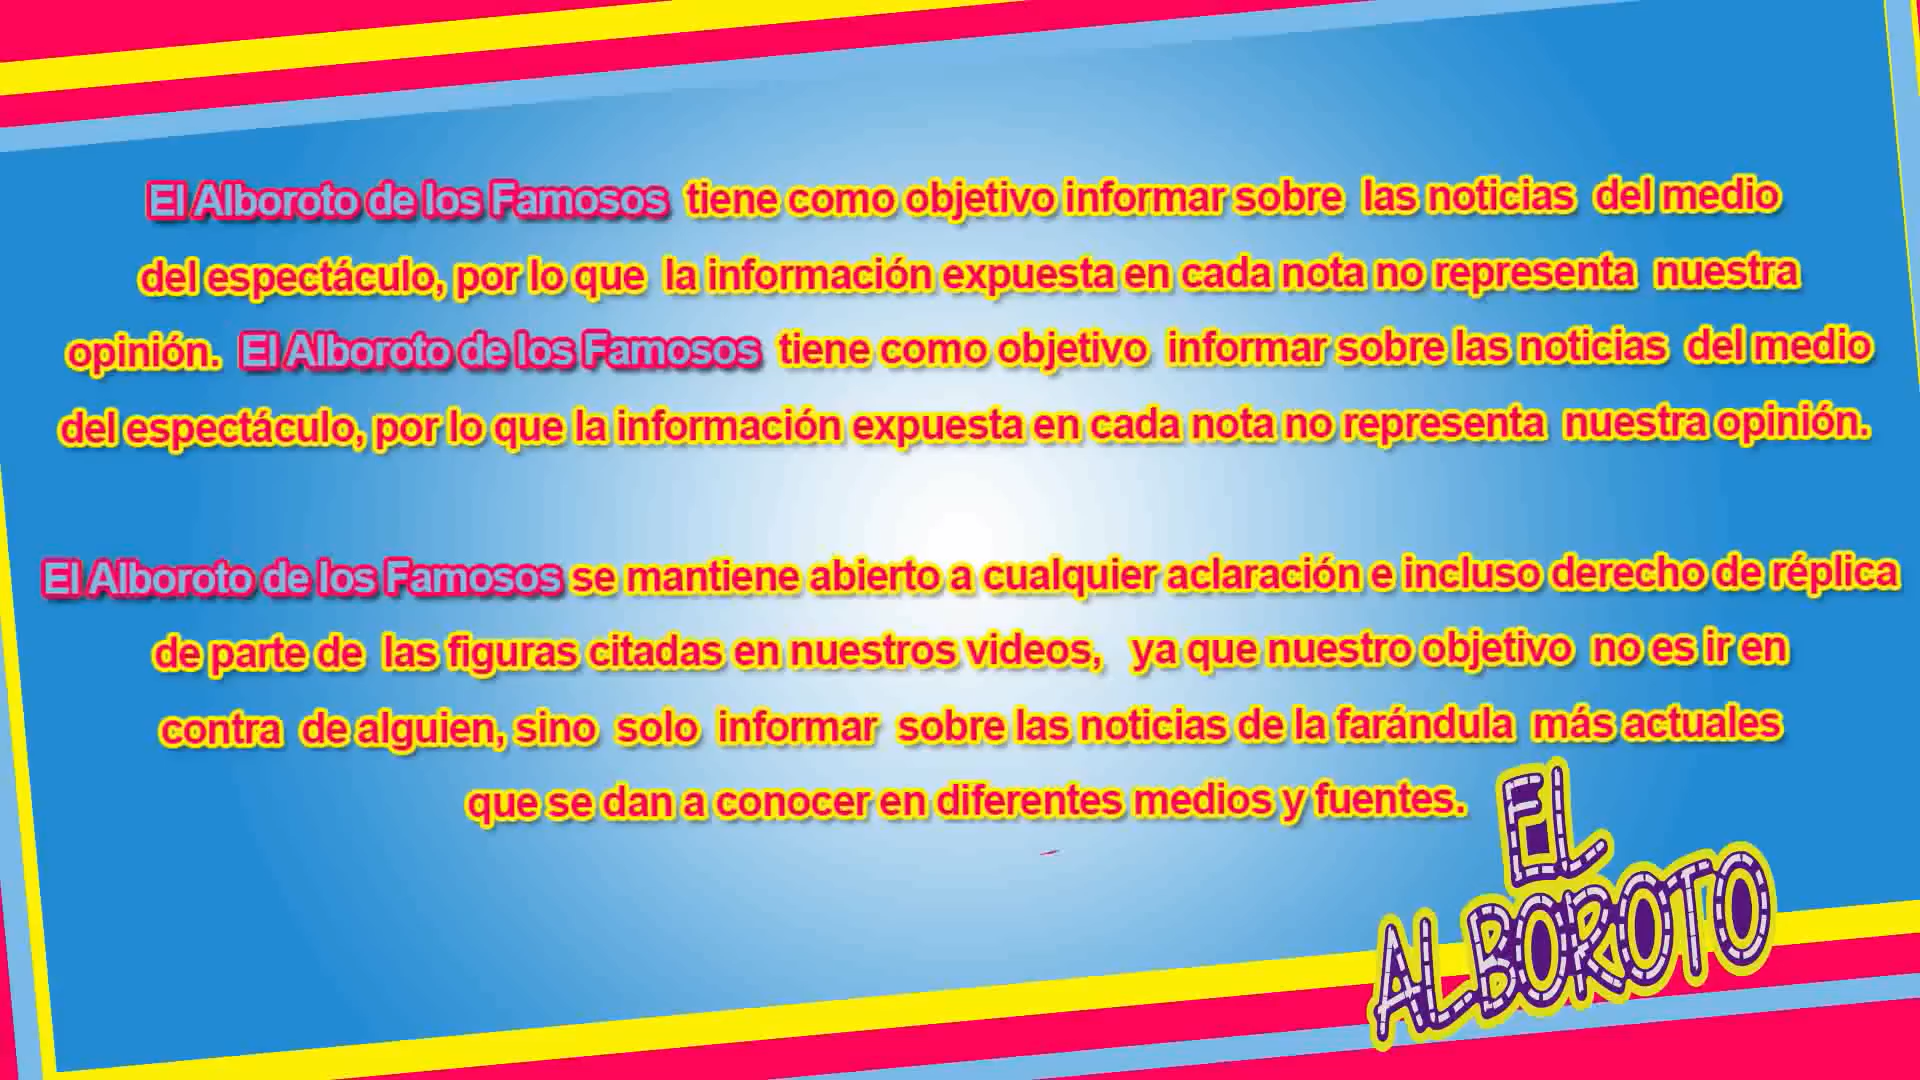 El Alboroto de los Famosos tiene como objetivo informar sobre las noticias del medio
del espectáculo, por lo que la información expuesta en cada nota no representa nuestra
opinión. El Alboroto de los Famosos tiene como objetivo informar sobre las noticias del medio
del espectáculo, por lo que la información expuesta en cada nota no representa nuestra opinión.
El Alboroto de los Famosos se mantiene abierto a cualquier aclaración e incluso derecho de réplica
de parte de las figuras citadas en nuestros videos, ya que nuestro objetivo no es ir en
contra de alguien, sino solo informar sobre las noticias de la farándula más actuales
que se dan a conocer en diferentes medios y fuentes.
EL
ALBOROTO